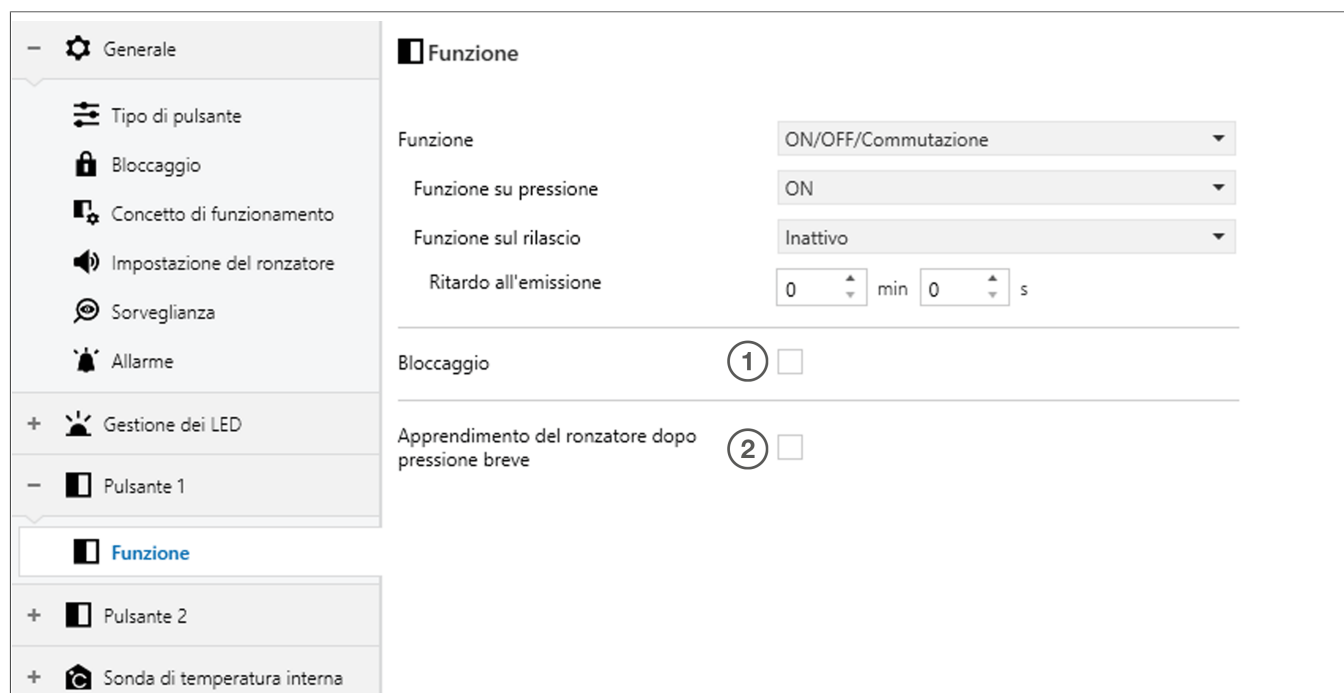 − Generale
Tipo di pulsante
Bloccaggio
Concetto di funzionamento
Impostazione del ronzatore
Sorveglianza
Allarme
+ Gestione dei LED
− Pulsante 1
Funzione
+ Pulsante 2
+ Sonda di temperatura interna
Funzione
Funzione ON/OFF/Commutazione
Funzione su pressione ON
Funzione sul rilascio Inattivo
Ritardo all'emissione 0 min 0 s
Bloccaggio 1
Apprendimento del ronzatore dopo 2
pressione breve